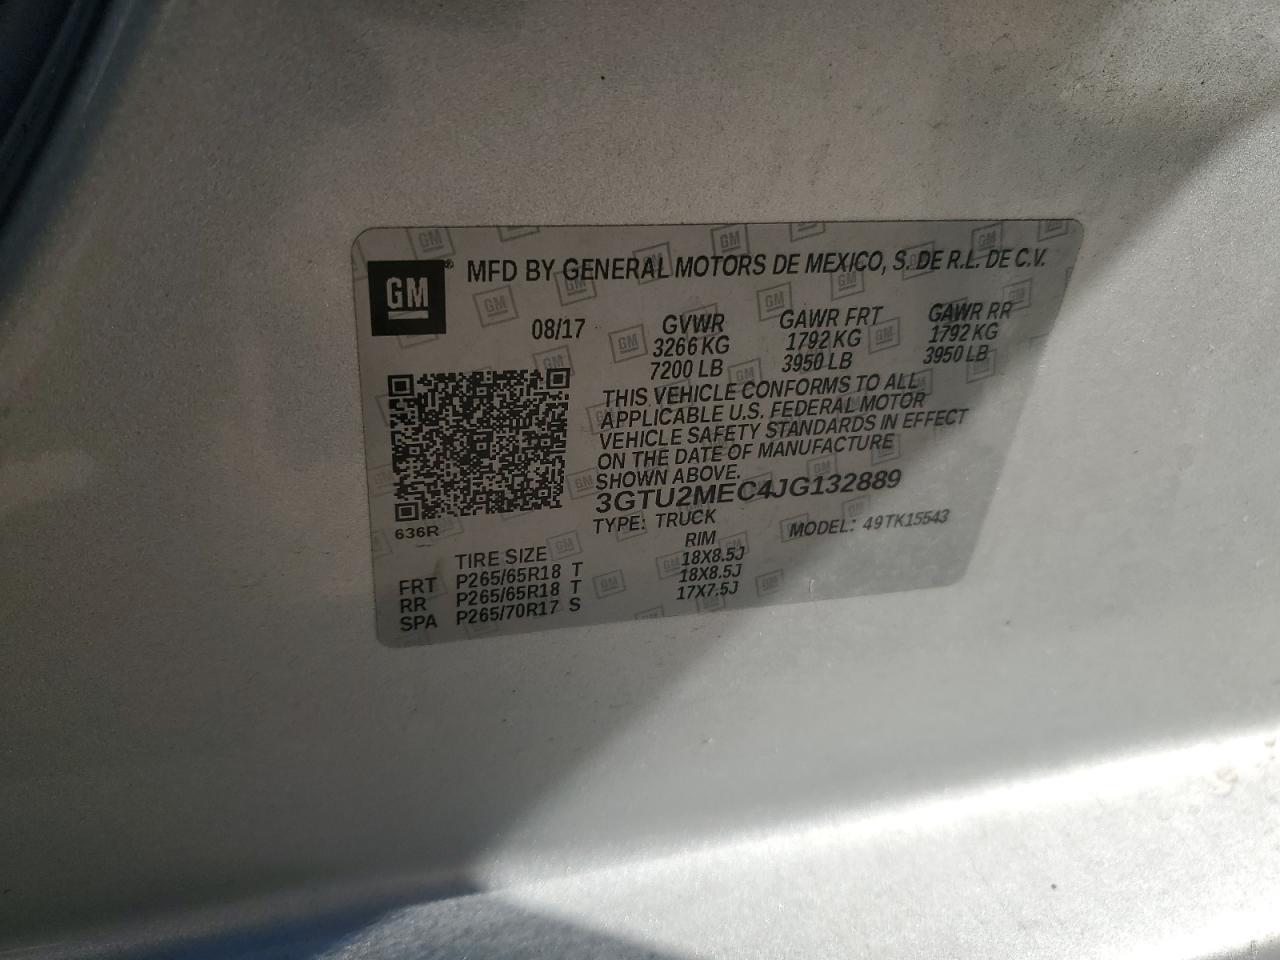 GM® MFD BY GENERAL MOTORS DE MEXICO, S. DE R.L. DE C.V.
08/17 GVWR GAWR FRT GAWR RR
3266 KG 1792 KG 1792 KG
7200 LB 3950 LB 3950 LB
THIS VEHICLE CONFORMS TO ALL
APPLICABLE U.S. FEDERAL MOTOR
VEHICLE SAFETY STANDARDS IN EFFECT
ON THE DATE OF MANUFACTURE
SHOWN ABOVE.
3GTU2MEC4JG132889
636R TYPE: TRUCK MODEL: 49TK15543
TIRE SIZE RIM
FRT P265/65R18 T 18X8.5J
RR P265/65R18 T 18X8.5J
SPA P265/70R17 S 17X7.5J